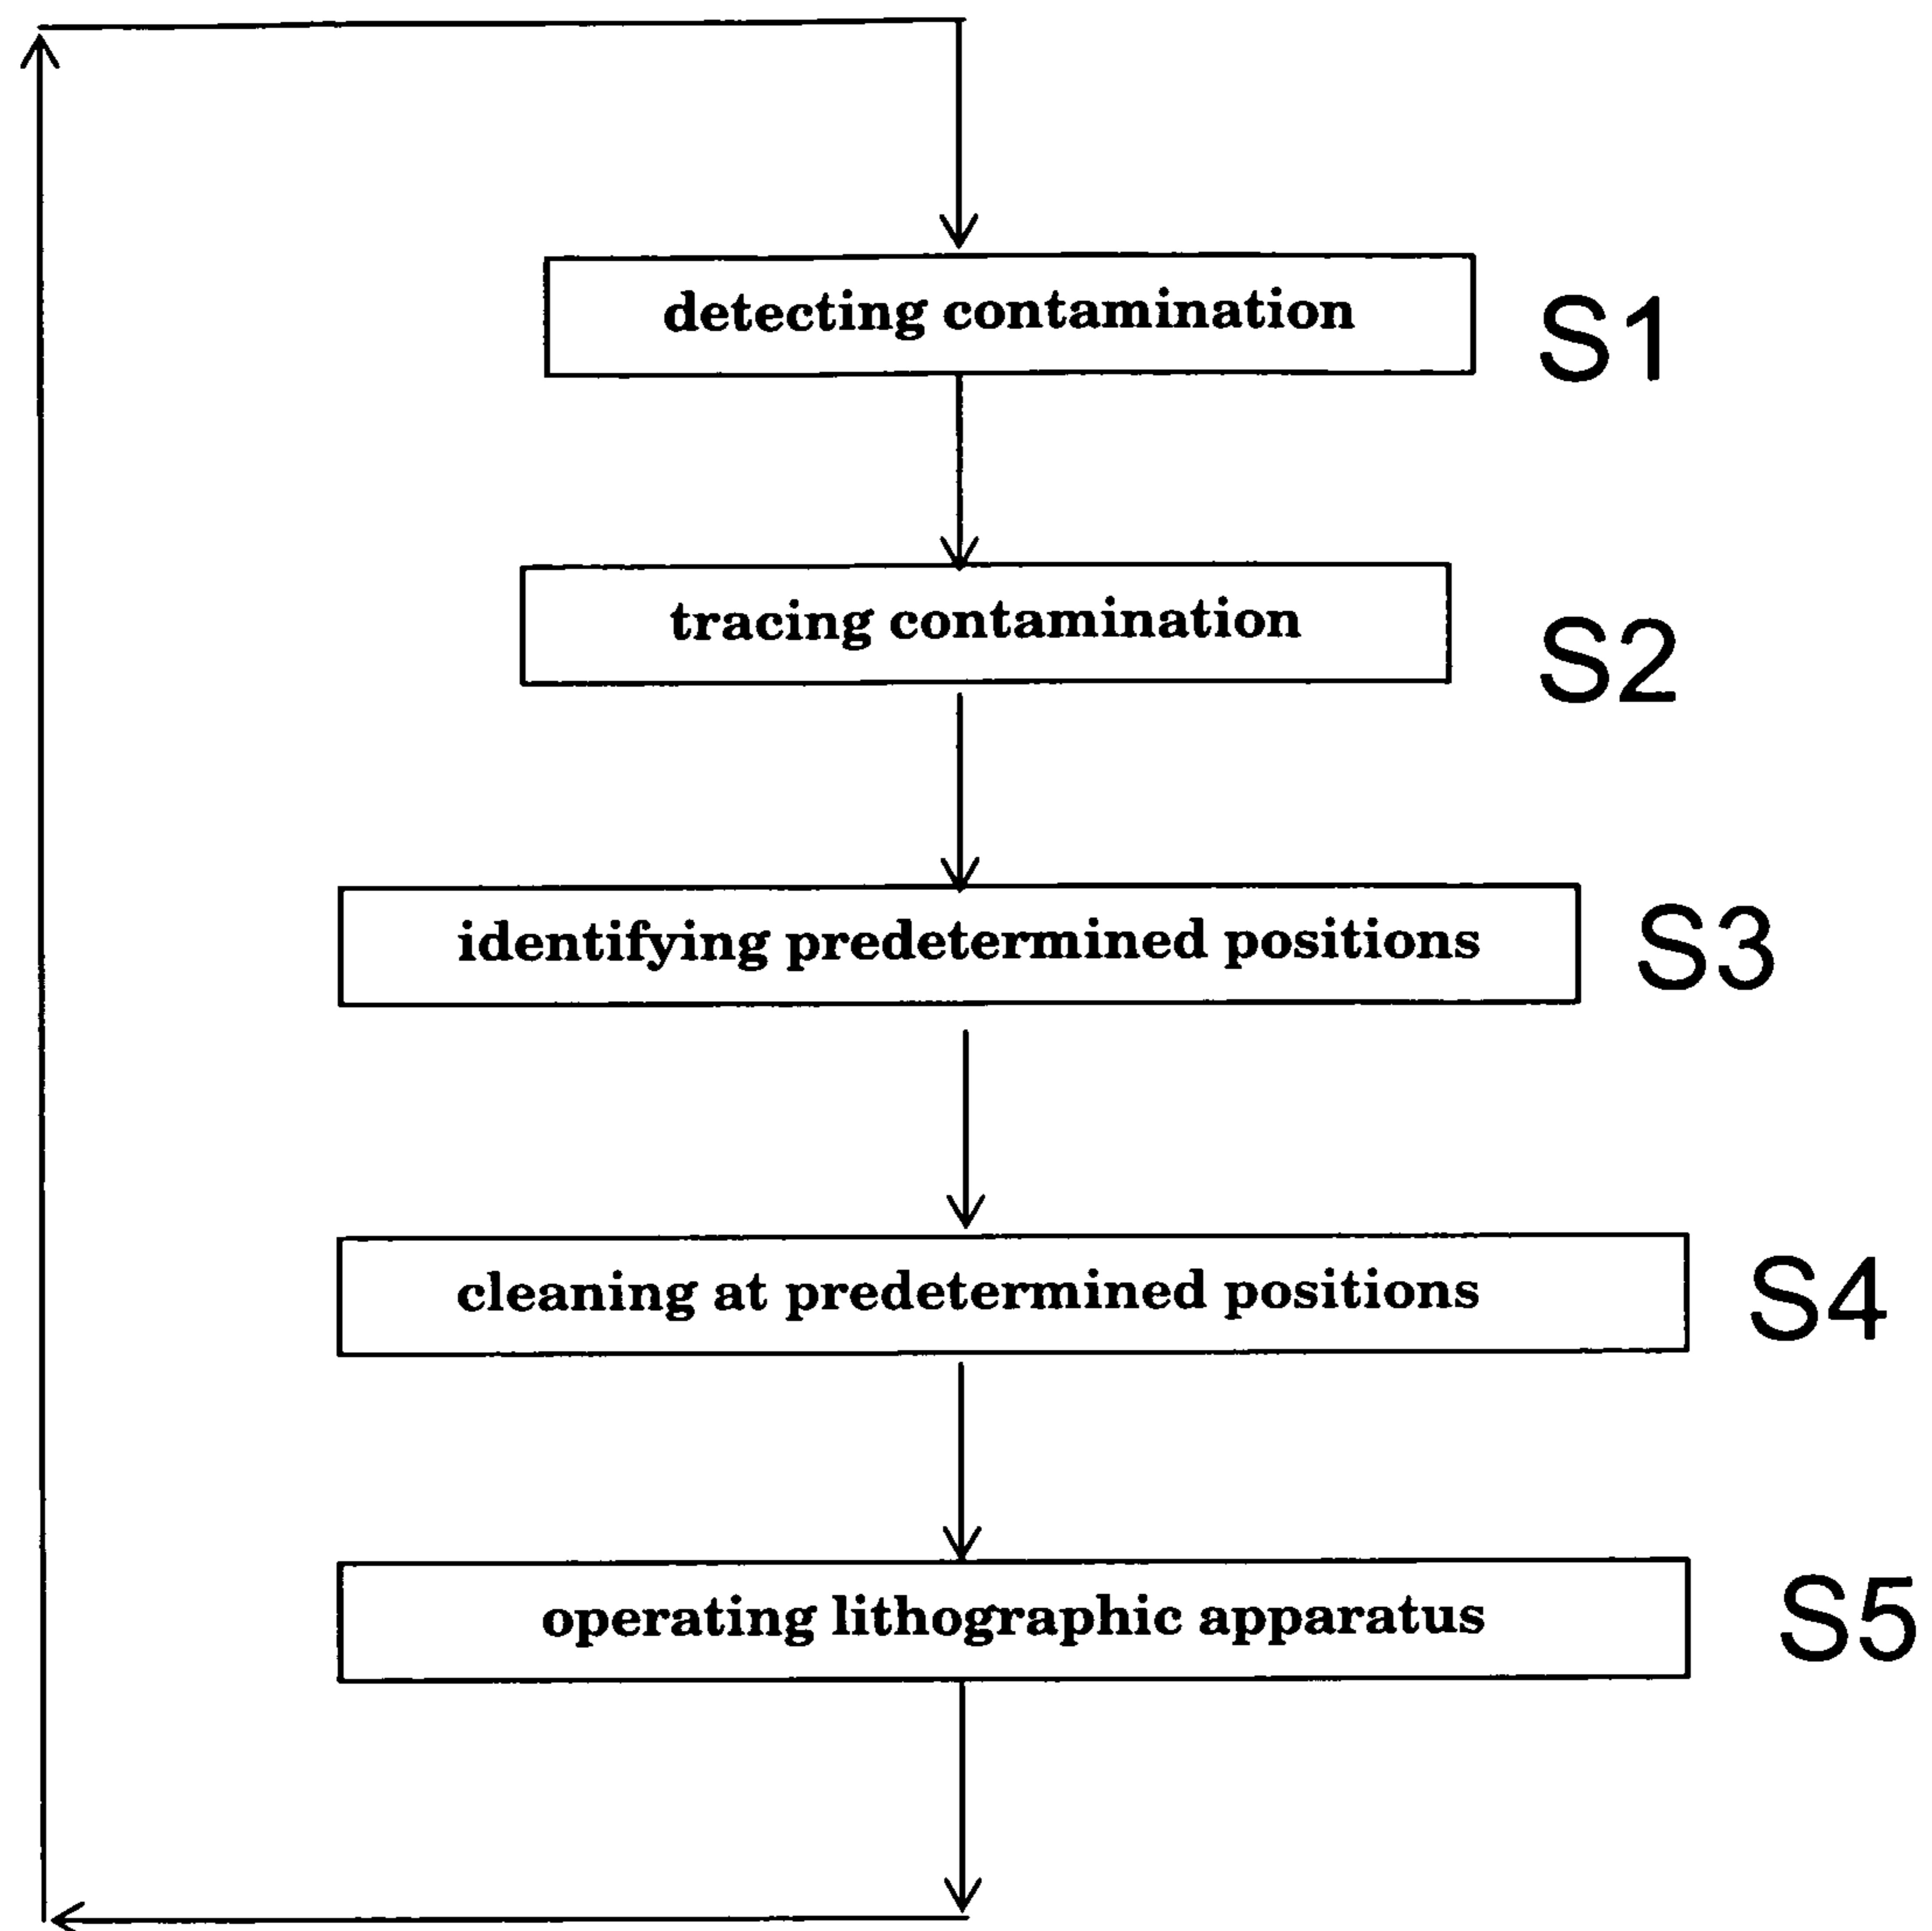 detecting contamination
S1
tracing contamination
S2
identifying predetermined positions
S3
cleaning at predetermined positions
S4
operating lithographic apparatus
S5